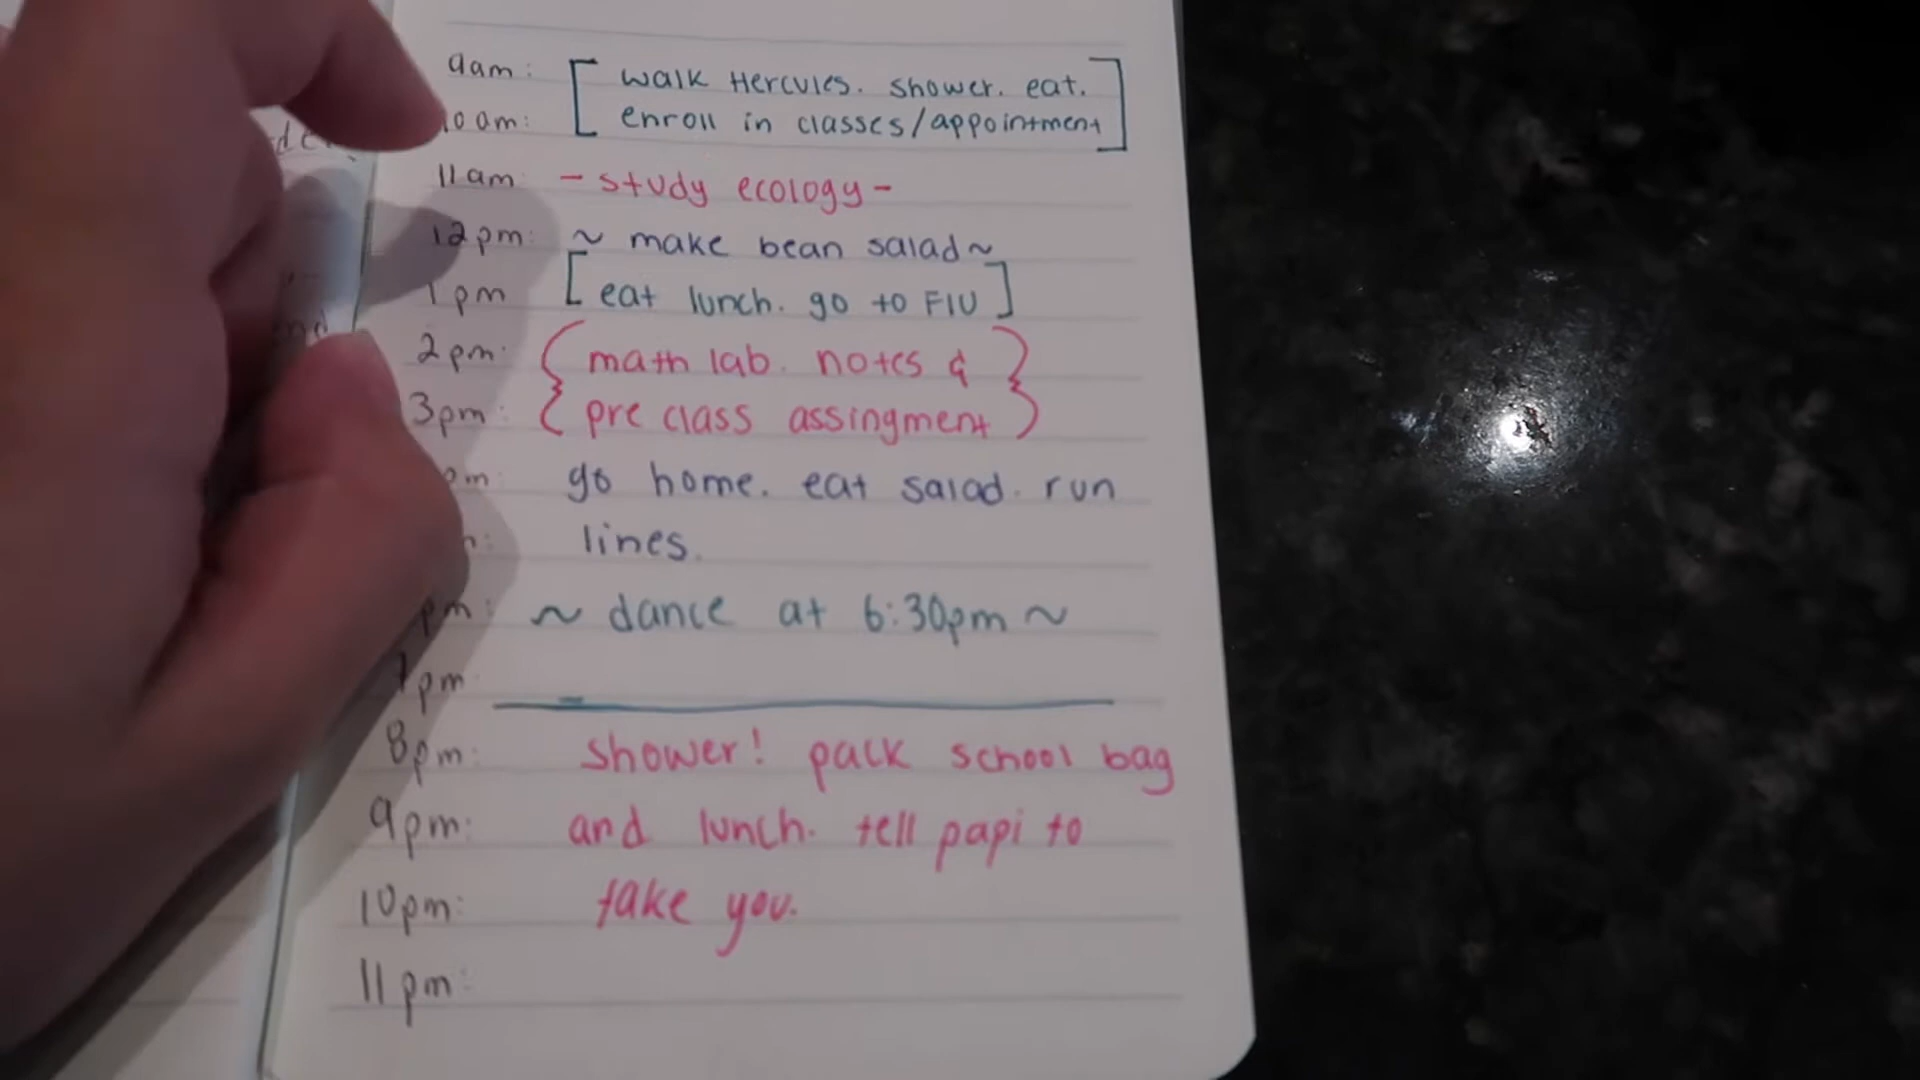 9am: [ walk Hercules. shower. eat.
10am: enroll in classes/appointment ]
11am - study ecology -
12pm: ~ make bean salad ~
1pm [ eat lunch. go to FIU ]
2pm: { math lab. notes &
3pm: pre class assingment }
pm: go home. eat salad. run
lines.
pm: ~ dance at 6:30pm ~
7pm
8pm: shower! pack school bag
9pm: and lunch. tell papi to
10pm: take you.
11pm: